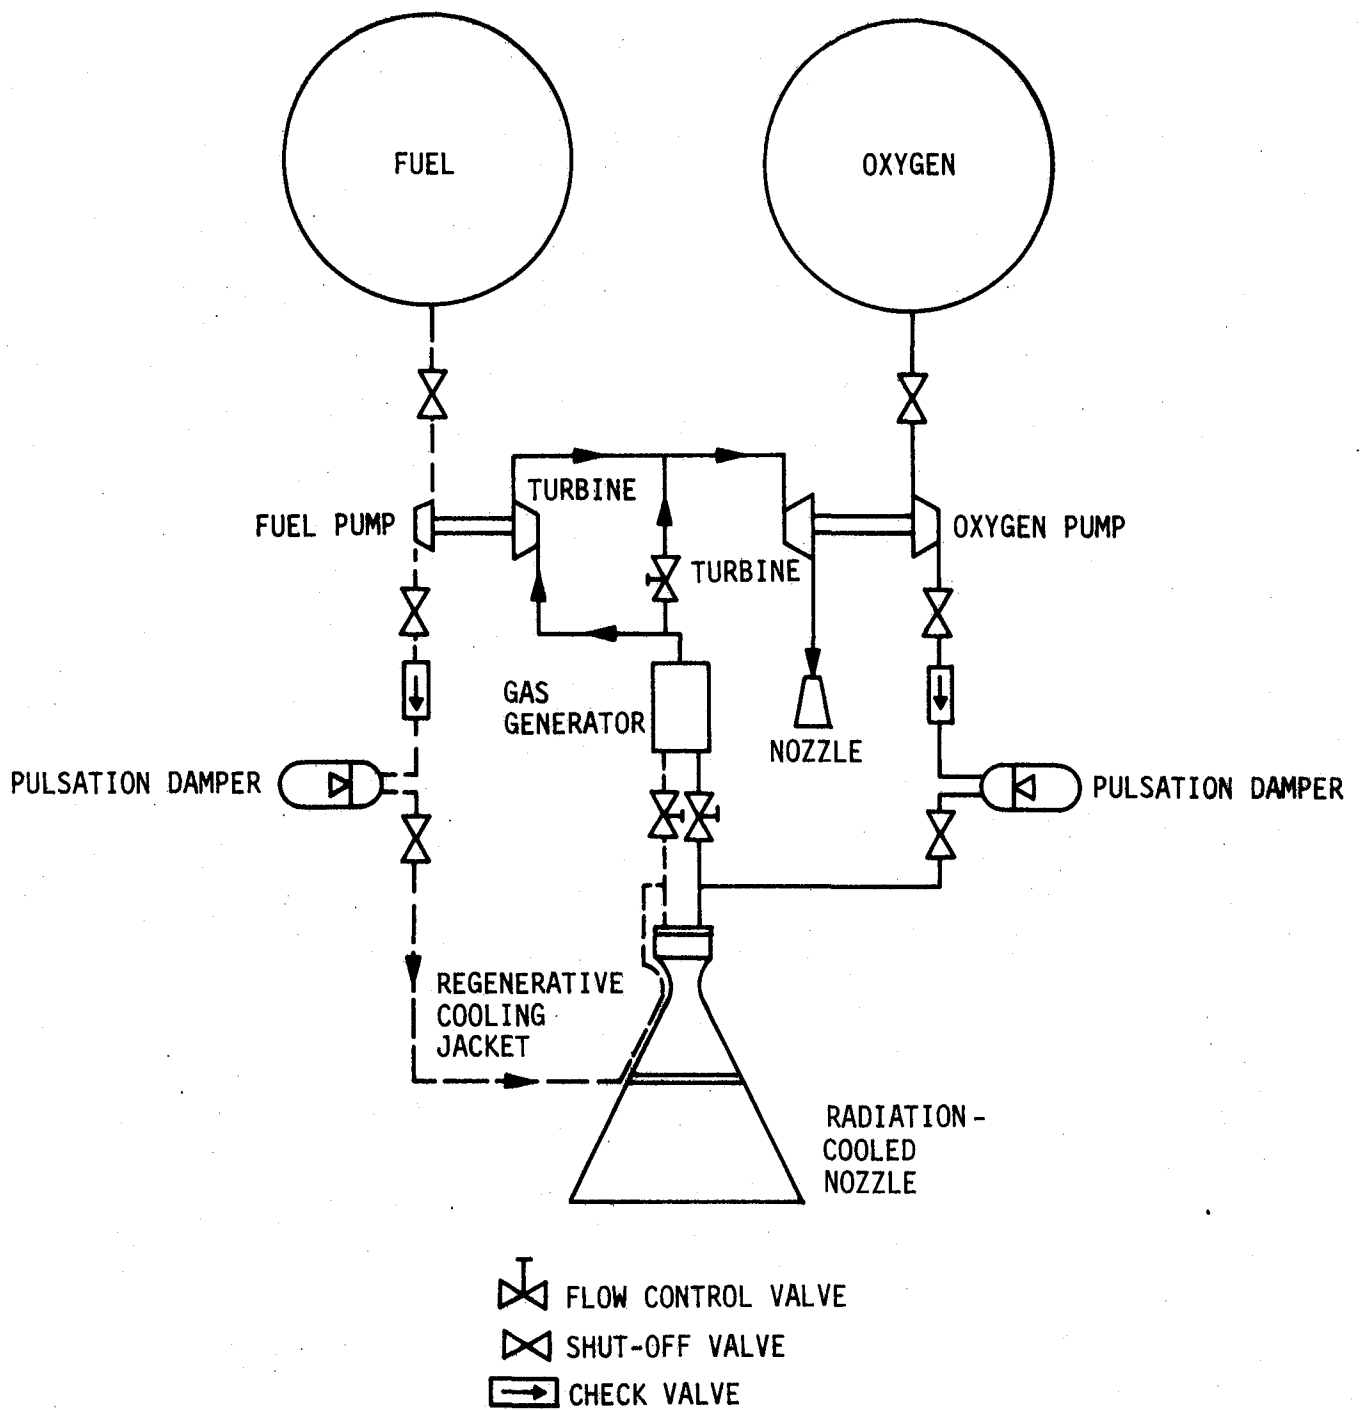 FUEL
OXYGEN
TURBINE
FUEL PUMP
OXYGEN PUMP
TURBINE
GAS
GENERATOR
NOZZLE
PULSATION DAMPER
PULSATION DAMPER
REGENERATIVE
COOLING
JACKET
RADIATION-
COOLED
NOZZLE
FLOW CONTROL VALVE
SHUT-OFF VALVE
CHECK VALVE